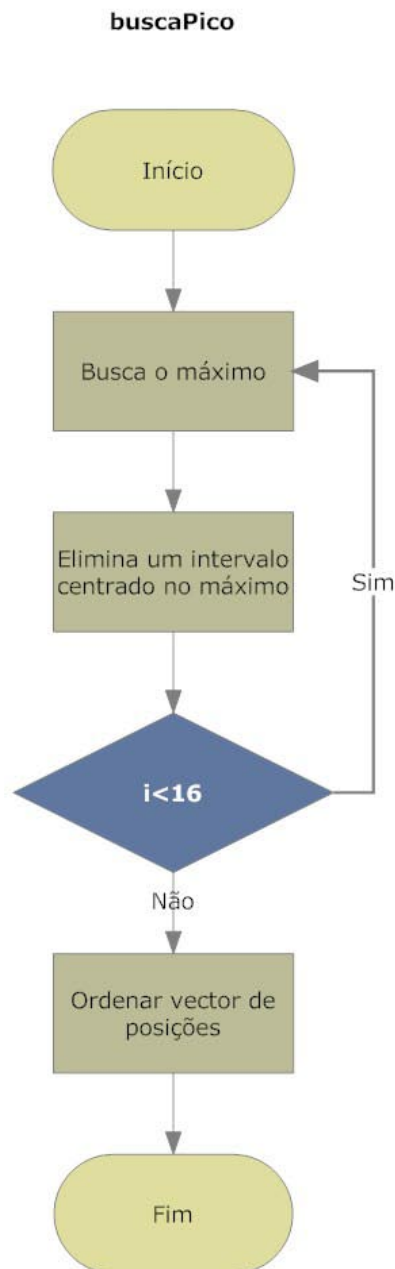 buscaPico
Início
Busca o máximo
Elimina um intervalo
centrado no máximo
Sim
i<16
Não
Ordenar vector de
posições
Fim